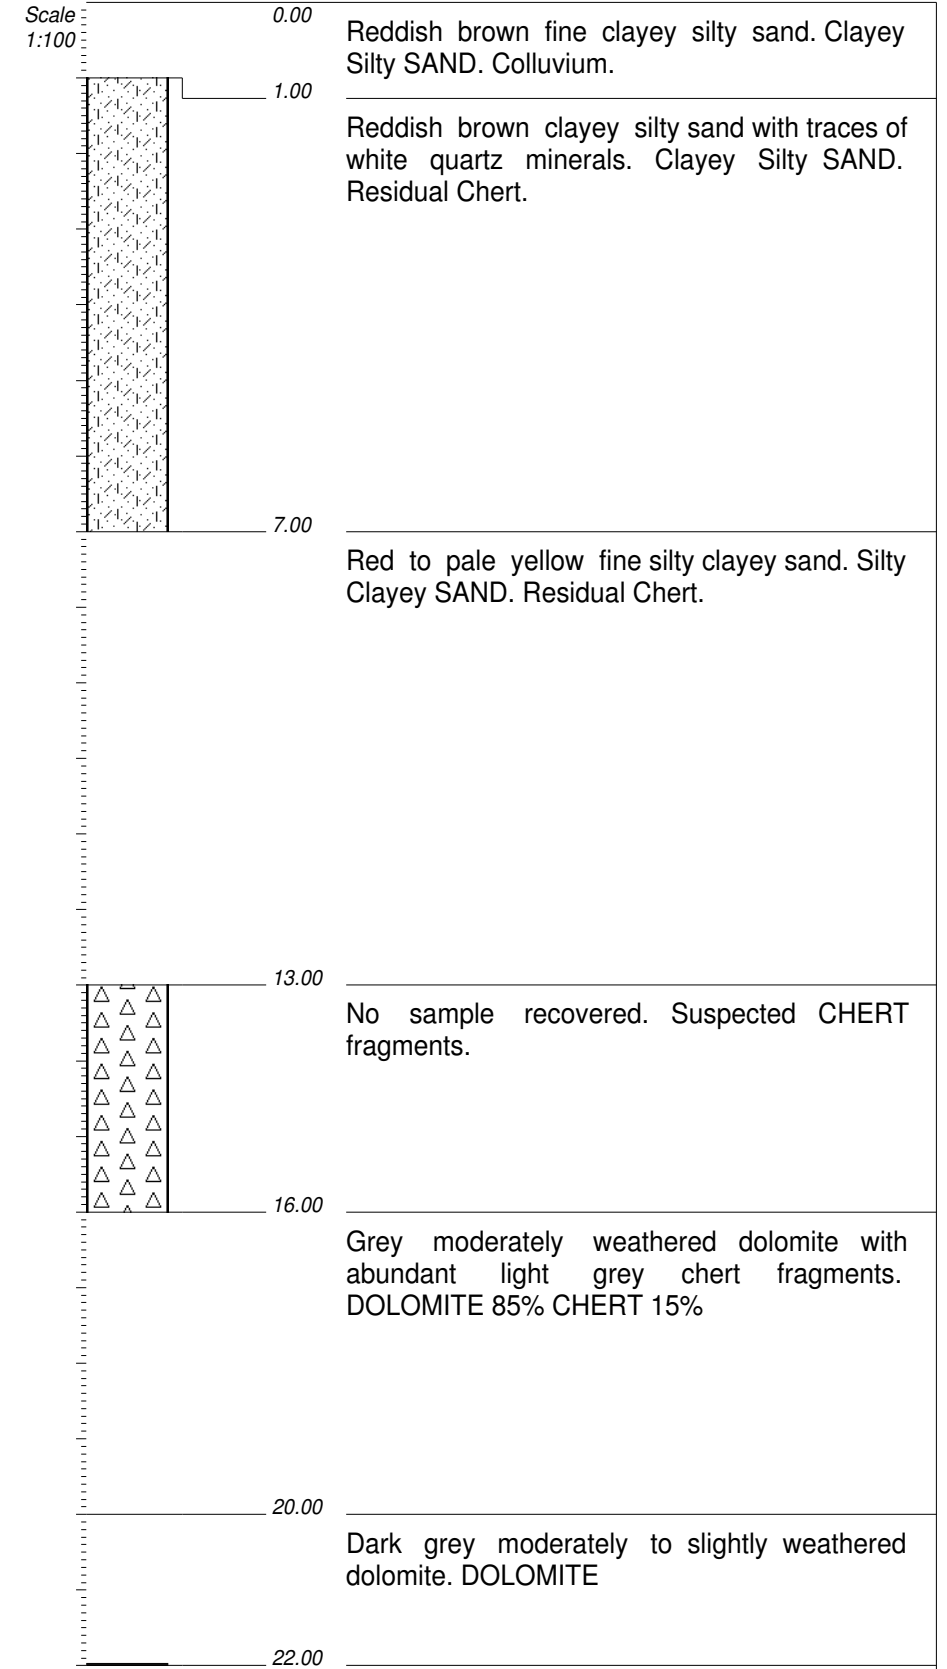 Scale
1:100
0.00
Reddish brown fine clayey silty sand. Clayey
Silty SAND. Colluvium.
1.00
Reddish brown clayey silty sand with traces of
white quartz minerals. Clayey Silty SAND.
Residual Chert.
7.00
Red to pale yellow fine silty clayey sand. Silty
Clayey SAND. Residual Chert.
13.00
No sample recovered. Suspected CHERT
fragments.
16.00
Grey moderately weathered dolomite with
abundant light grey chert fragments.
DOLOMITE 85% CHERT 15%
20.00
Dark grey moderately to slightly weathered
dolomite. DOLOMITE
22.00